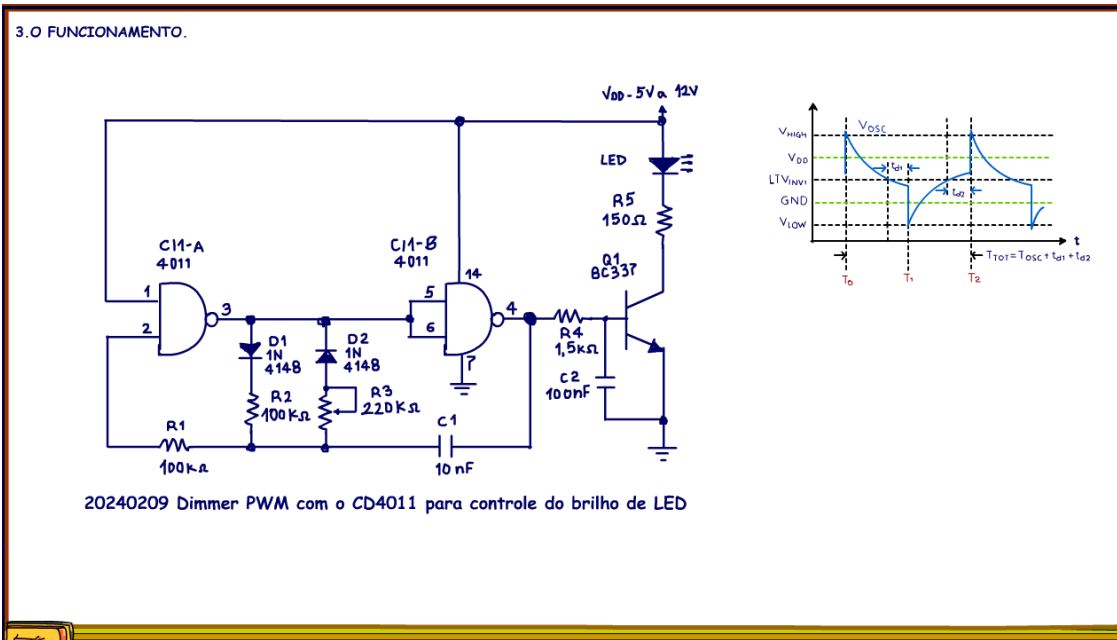 3.O FUNCIONAMENTO.
VDD - 5V a 12V
LED
R5
150Ω
CI1-A
4011
CI1-B
4011
14
Q1
BC337
1
2
3
5
6
4
7
D1
1N
4148
D2
1N
4148
R4
1,5KΩ
C2
100nF
R2
100KΩ
R3
220KΩ
R1
100KΩ
C1
10 nF
20240209 Dimmer PWM com o CD4011 para controle do brilho de LED
VHIGH
VOSC
VDD
td1
LTVINV1
td2
GND
VLOW
t
TTOT=TOSC+td1+td2
T0
T1
T2